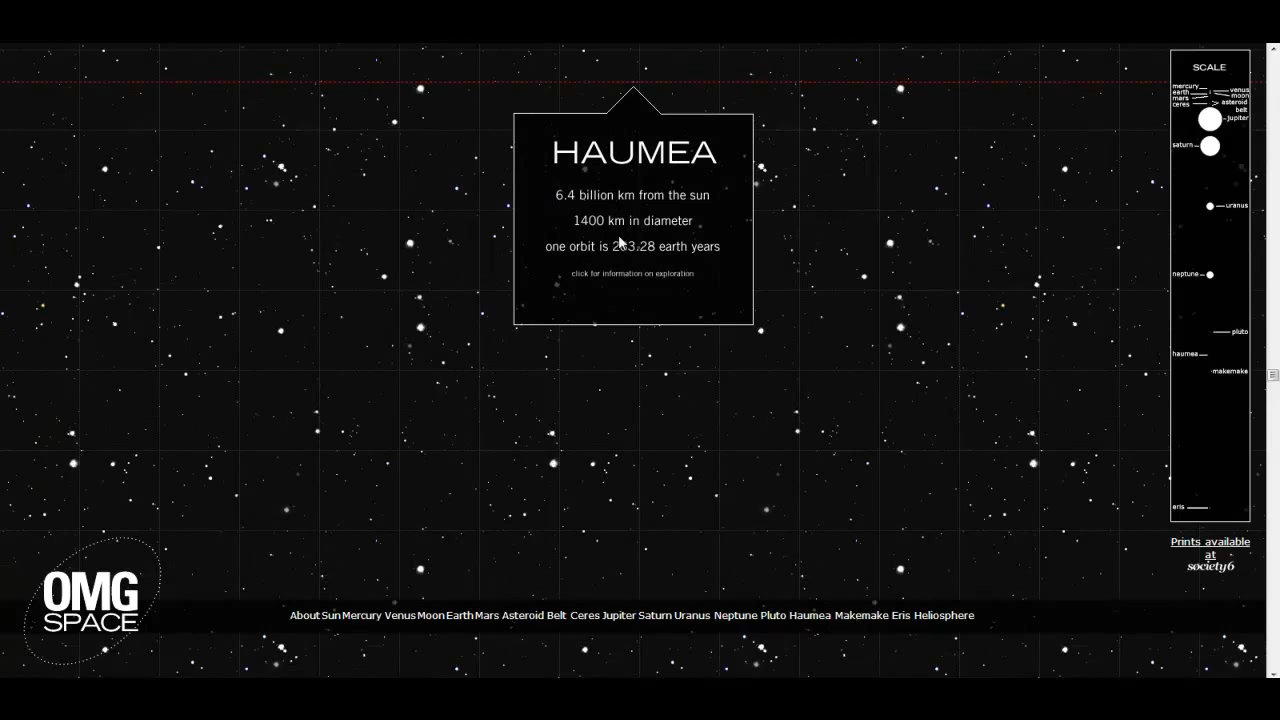 SCALE
mercury
venus
earth
moon
mars
asteroid
ceres
belt
jupiter
saturn
uranus
neptune
pluto
haumea
makemake
eris
HAUMEA
6.4 billion km from the sun
1400 km in diameter
one orbit is 283.28 earth years
click for information on exploration
Prints available
at
society6
OMG
SPACE
About Sun Mercury Venus Moon Earth Mars Asteroid Belt Ceres Jupiter Saturn Uranus Neptune Pluto Haumea Makemake Eris Heliosphere